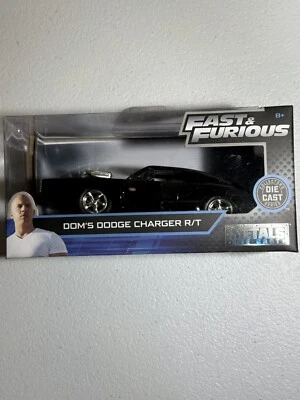 FAST &
FURIOUS
8+
DOM'S DODGE CHARGER R/T
DIE
CAST
METALS